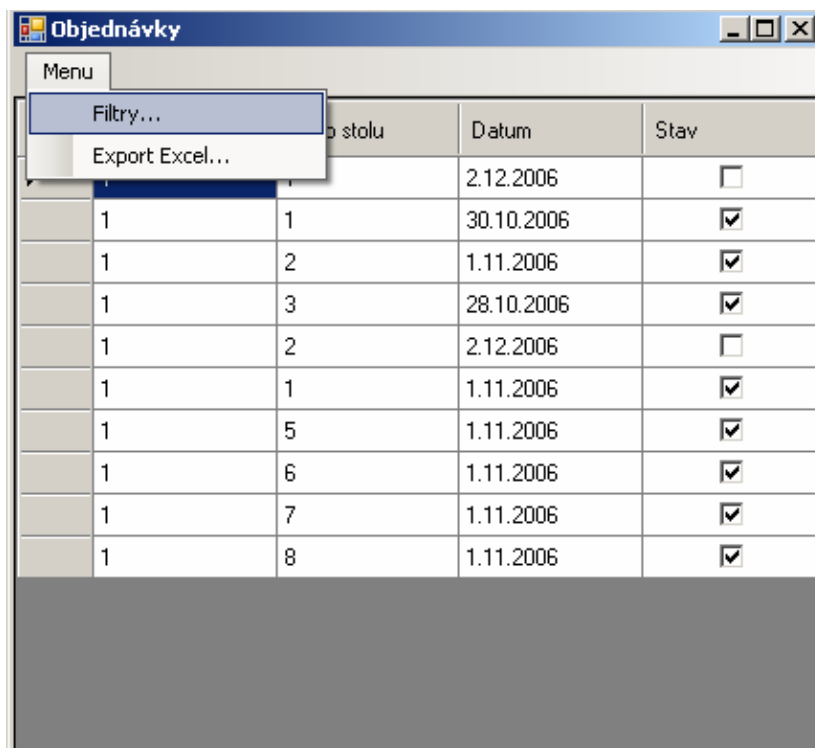 Objednávky
Menu
Filtry...
Export Excel...
stolu Datum Stav
2.12.2006
1 1 30.10.2006
1 2 1.11.2006
1 3 28.10.2006
1 2 2.12.2006
1 1 1.11.2006
1 5 1.11.2006
1 6 1.11.2006
1 7 1.11.2006
1 8 1.11.2006